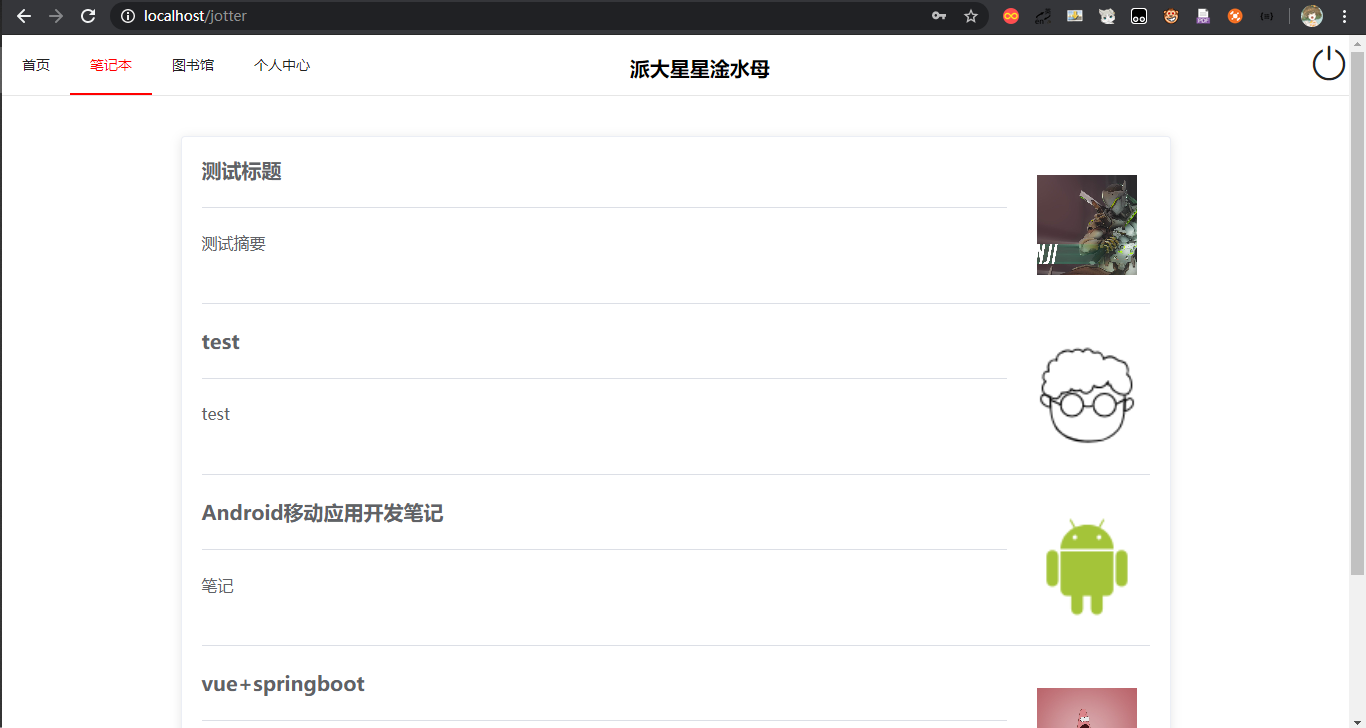 localhost/jotter
首页
笔记本
图书馆
个人中心
派大星星淦水母
测试标题
测试摘要
NJI
test
test
Android移动应用开发笔记
笔记
vue+springboot